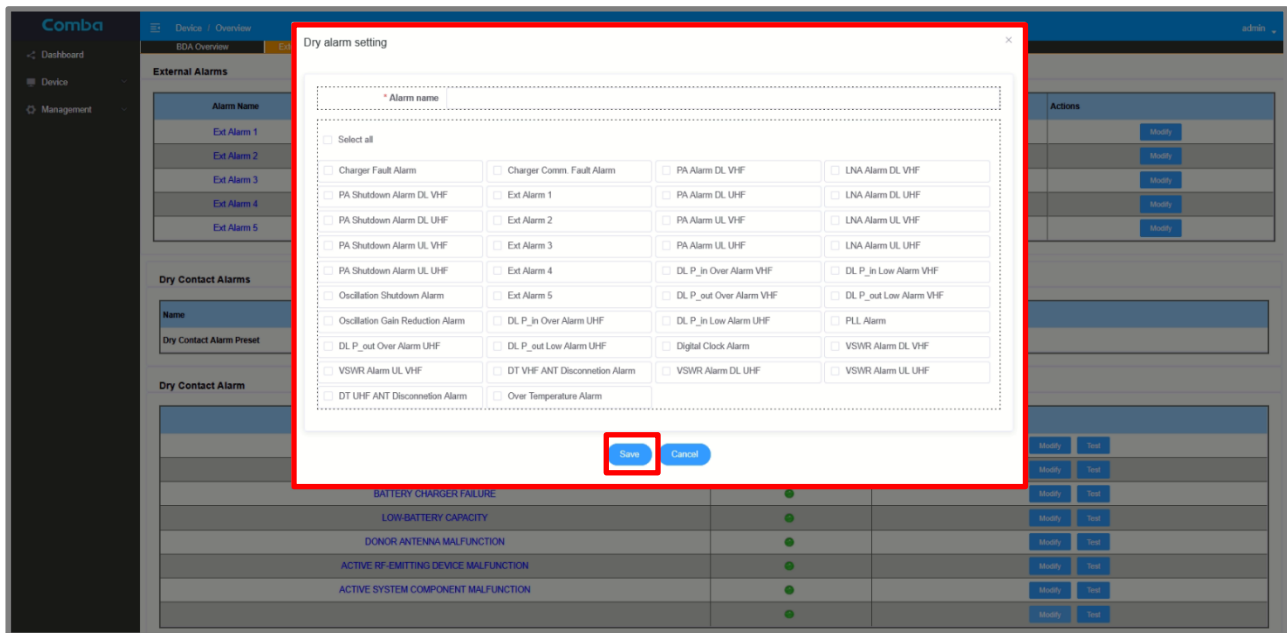 Comba
Device / Overview
admin
Dashboard
Device
Management
BDA Overview
External Alarms
Alarm Name
Actions
Ext Alarm 1
Modify
Ext Alarm 2
Modify
Ext Alarm 3
Modify
Ext Alarm 4
Modify
Ext Alarm 5
Modify
Dry Contact Alarms
Name
Dry Contact Alarm Preset
Dry Contact Alarm
Modify Test
Modify Test
BATTERY CHARGER FAILURE Modify Test
LOW-BATTERY CAPACITY Modify Test
DONOR ANTENNA MALFUNCTION Modify Test
ACTIVE RF-EMITTING DEVICE MALFUNCTION Modify Test
ACTIVE SYSTEM COMPONENT MALFUNCTION Modify Test
Modify Test
Dry alarm setting ×
* Alarm name
Select all
Charger Fault Alarm Charger Comm. Fault Alarm PA Alarm DL VHF LNA Alarm DL VHF
PA Shutdown Alarm DL VHF Ext Alarm 1 PA Alarm DL UHF LNA Alarm DL UHF
PA Shutdown Alarm DL UHF Ext Alarm 2 PA Alarm UL VHF LNA Alarm UL VHF
PA Shutdown Alarm UL VHF Ext Alarm 3 PA Alarm UL UHF LNA Alarm UL UHF
PA Shutdown Alarm UL UHF Ext Alarm 4 DL P_in Over Alarm VHF DL P_in Low Alarm VHF
Oscillation Shutdown Alarm Ext Alarm 5 DL P_out Over Alarm VHF DL P_out Low Alarm VHF
Oscillation Gain Reduction Alarm DL P_in Over Alarm UHF DL P_in Low Alarm UHF PLL Alarm
DL P_out Over Alarm UHF DL P_out Low Alarm UHF Digital Clock Alarm VSWR Alarm DL VHF
VSWR Alarm UL VHF DT VHF ANT Disconnetion Alarm VSWR Alarm DL UHF VSWR Alarm UL UHF
DT UHF ANT Disconnetion Alarm Over Temperature Alarm
Save Cancel